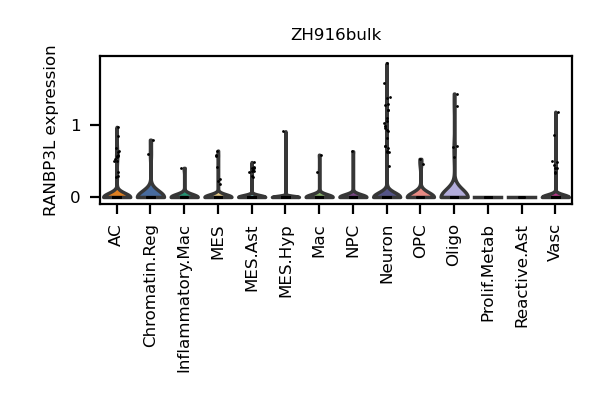 ZH916bulk
RANBP3L expression
1
0
AC
Chromatin.Reg
Inflammatory.Mac
MES
MES.Ast
MES.Hyp
Mac
NPC
Neuron
OPC
Oligo
Prolif.Metab
Reactive.Ast
Vasc